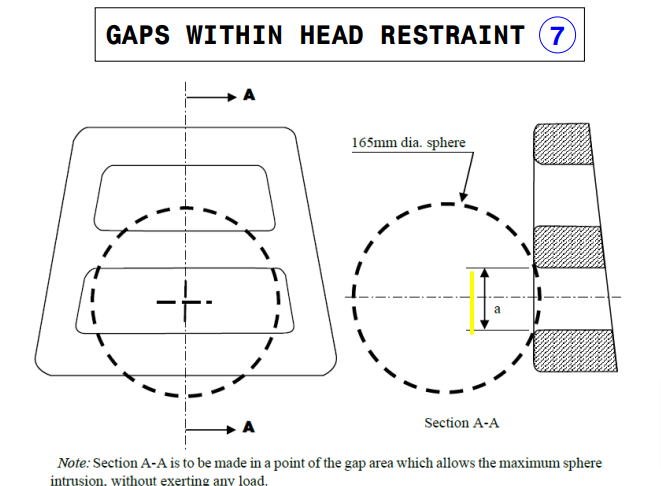 GAPS WITHIN HEAD RESTRAINT 7
A
165mm dia. sphere
a
Section A-A
A
Note: Section A-A is to be made in a point of the gap area which allows the maximum sphere
intrusion, without exerting any load.